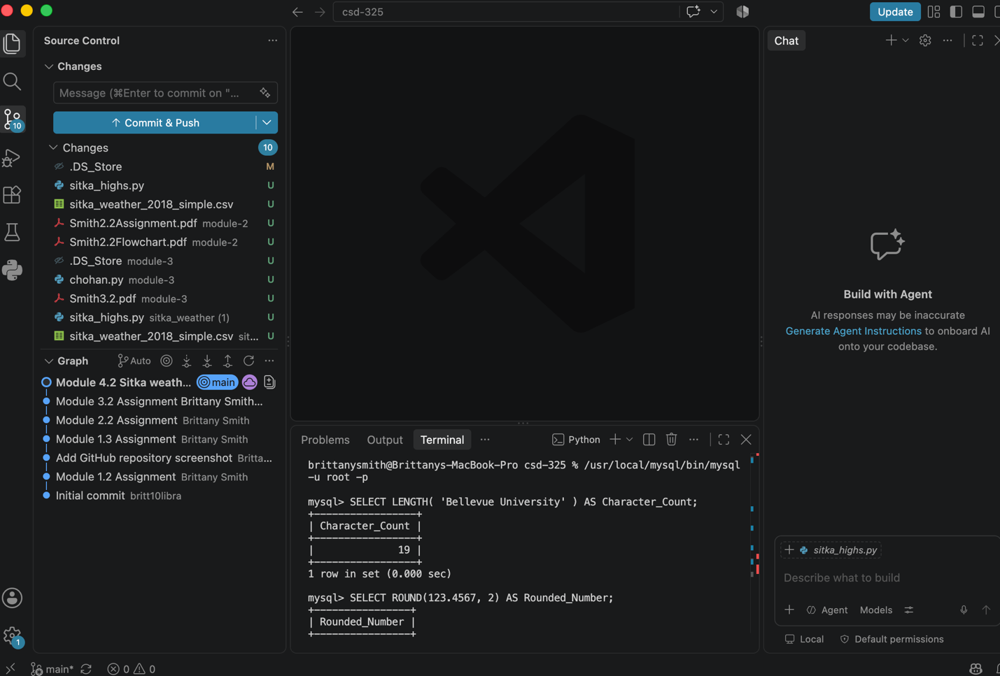 csd-325
Update
Source Control
Changes
Message (⌘Enter to commit on "...
Commit & Push
Changes
10
.DS_Store
M
sitka_highs.py
U
10
sitka_weather_2018_simple.csv
U
Smith2.2Assignment.pdf module-2
U
Smith2.2Flowchart.pdf module-2
U
.DS_Store module-3
U
chohan.py module-3
U
Smith3.2.pdf module-3
U
sitka_highs.py sitka_weather (1)
U
sitka_weather_2018_simple.csv sit...
U
Graph
Auto
Module 4.2 Sitka weath...
main
Module 3.2 Assignment Brittany Smith...
Module 2.2 Assignment Brittany Smith
Module 1.3 Assignment Brittany Smith
Add GitHub repository screenshot Britta...
Module 1.2 Assignment Brittany Smith
Initial commit britt10libra
1
main*
0
0
Problems
Output
Terminal
Python
brittanysmith@Brittanys-MacBook-Pro csd-325 % /usr/local/mysql/bin/mysql
-u root -p
mysql> SELECT LENGTH( 'Bellevue University' ) AS Character_Count;
+-----------------+
| Character_Count |
+-----------------+
|              19 |
+-----------------+
1 row in set (0.000 sec)
mysql> SELECT ROUND(123.4567, 2) AS Rounded_Number;
+----------------+
| Rounded_Number |
+----------------+
Chat
Build with Agent
AI responses may be inaccurate
Generate Agent Instructions to onboard AI
onto your codebase.
sitka_highs.py
Describe what to build
Agent
Models
Local
Default permissions